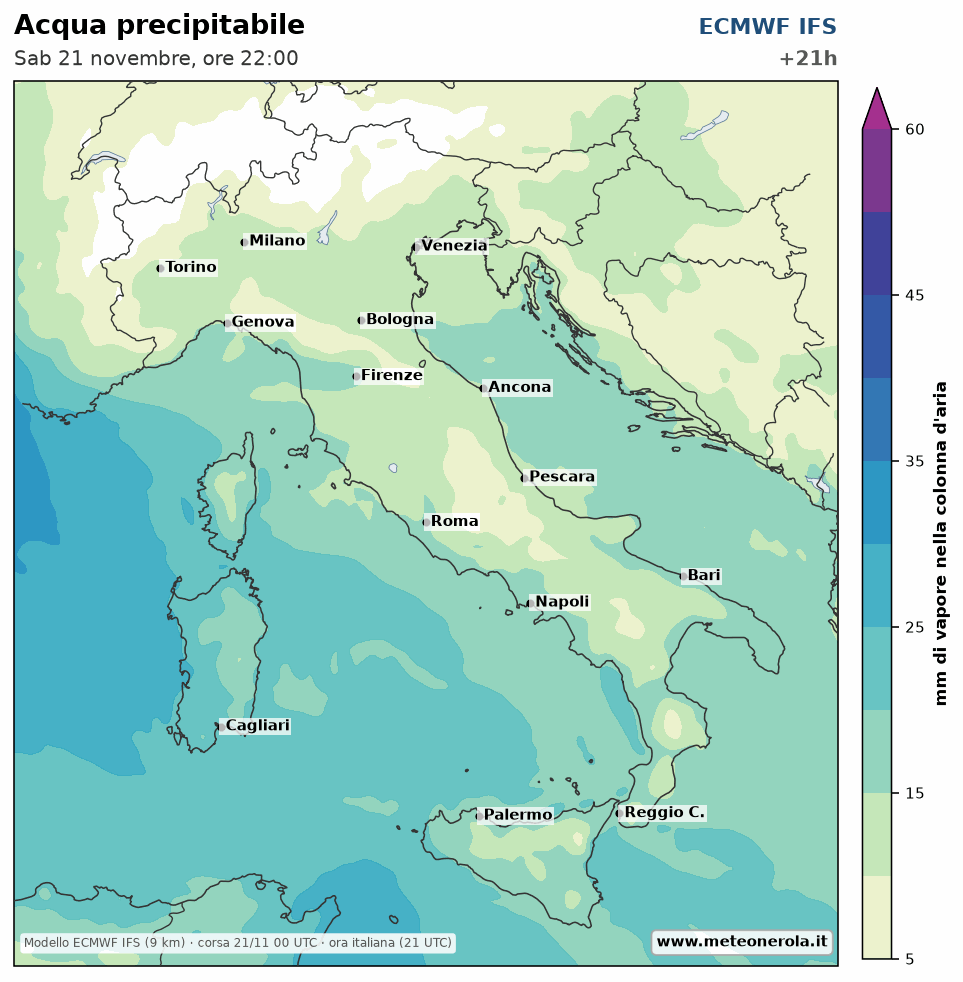 Acqua precipitabile
ECMWF IFS
Sab 21 novembre, ore 22:00
+21h
Milano
Venezia
Torino
Genova
Bologna
Firenze
Ancona
Pescara
Roma
Bari
Napoli
Cagliari
Palermo
Reggio C.
60
45
35
25
15
5
mm di vapore nella colonna d'aria
Modello ECMWF IFS (9 km) · corsa 21/11 00 UTC · ora italiana (21 UTC)
www.meteonerola.it